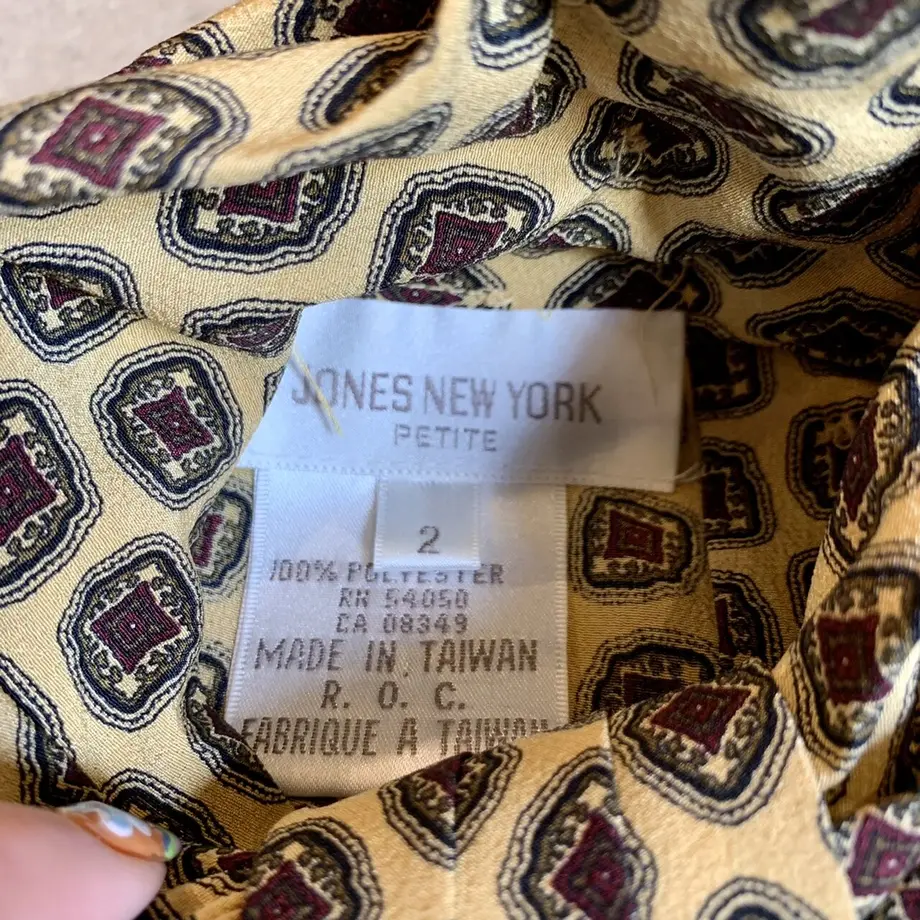 JONES NEW YORK
PETITE
2
100% POLYESTER
RN 54050
CA 08349
MADE IN TAIWAN
R. O. C.
FABRIQUE A TAIWAN